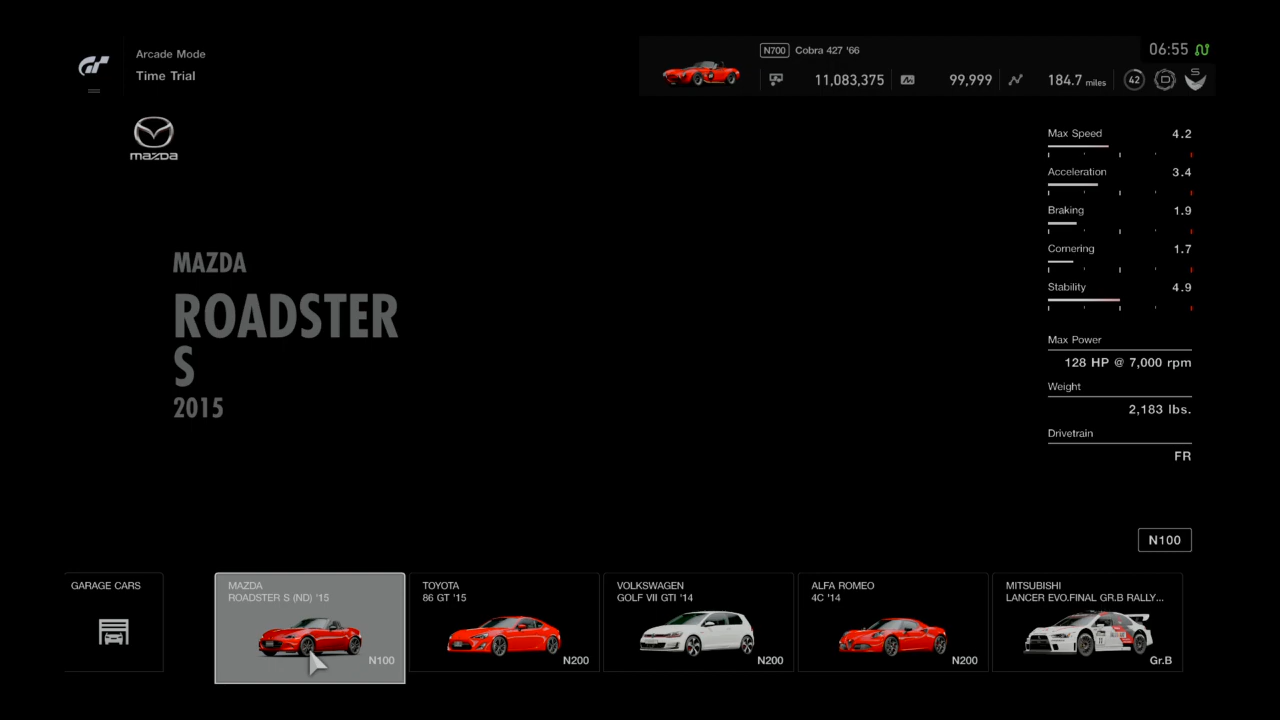 Arcade Mode
Time Trial
N700 Cobra 427 '66
06:55
11,083,375 99,999 184.7 miles 42 D S
mazda
MAZDA
ROADSTER
S
2015
Max Speed 4.2
Acceleration 3.4
Braking 1.9
Cornering 1.7
Stability 4.9
Max Power
128 HP @ 7,000 rpm
Weight
2,183 lbs.
Drivetrain
FR
N100
GARAGE CARS
MAZDA
ROADSTER S (ND) '15
N100
TOYOTA
86 GT '15
N200
VOLKSWAGEN
GOLF VII GTI '14
N200
ALFA ROMEO
4C '14
N200
MITSUBISHI
LANCER EVO.FINAL GR.B RALLY...
Gr.B